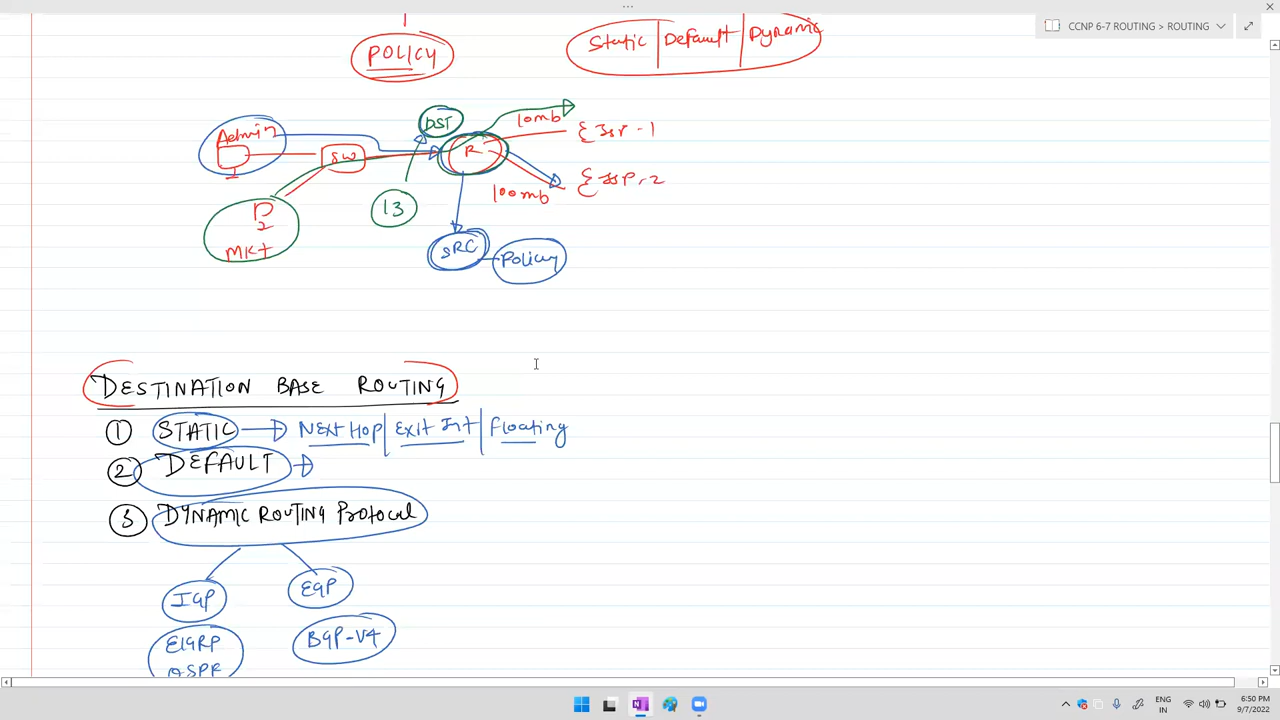 CCNP 6-7 ROUTING > ROUTING
POLICY
Static | Default | Dynamic
Admin
1
SW
DST
R
10mb
{ ISP-1
{ ISP-2
100mb
13
2
MKt
SRC
Policy
DESTINATION BASE ROUTING
1 STATIC → Next Hop | Exit Int | Floating
2 DEFAULT →
3 DYNAMIC ROUTING Protocol
IGP
EGP
EIGRP
OSPF
BGP-V4
ENG
IN
6:50 PM
9/7/2022